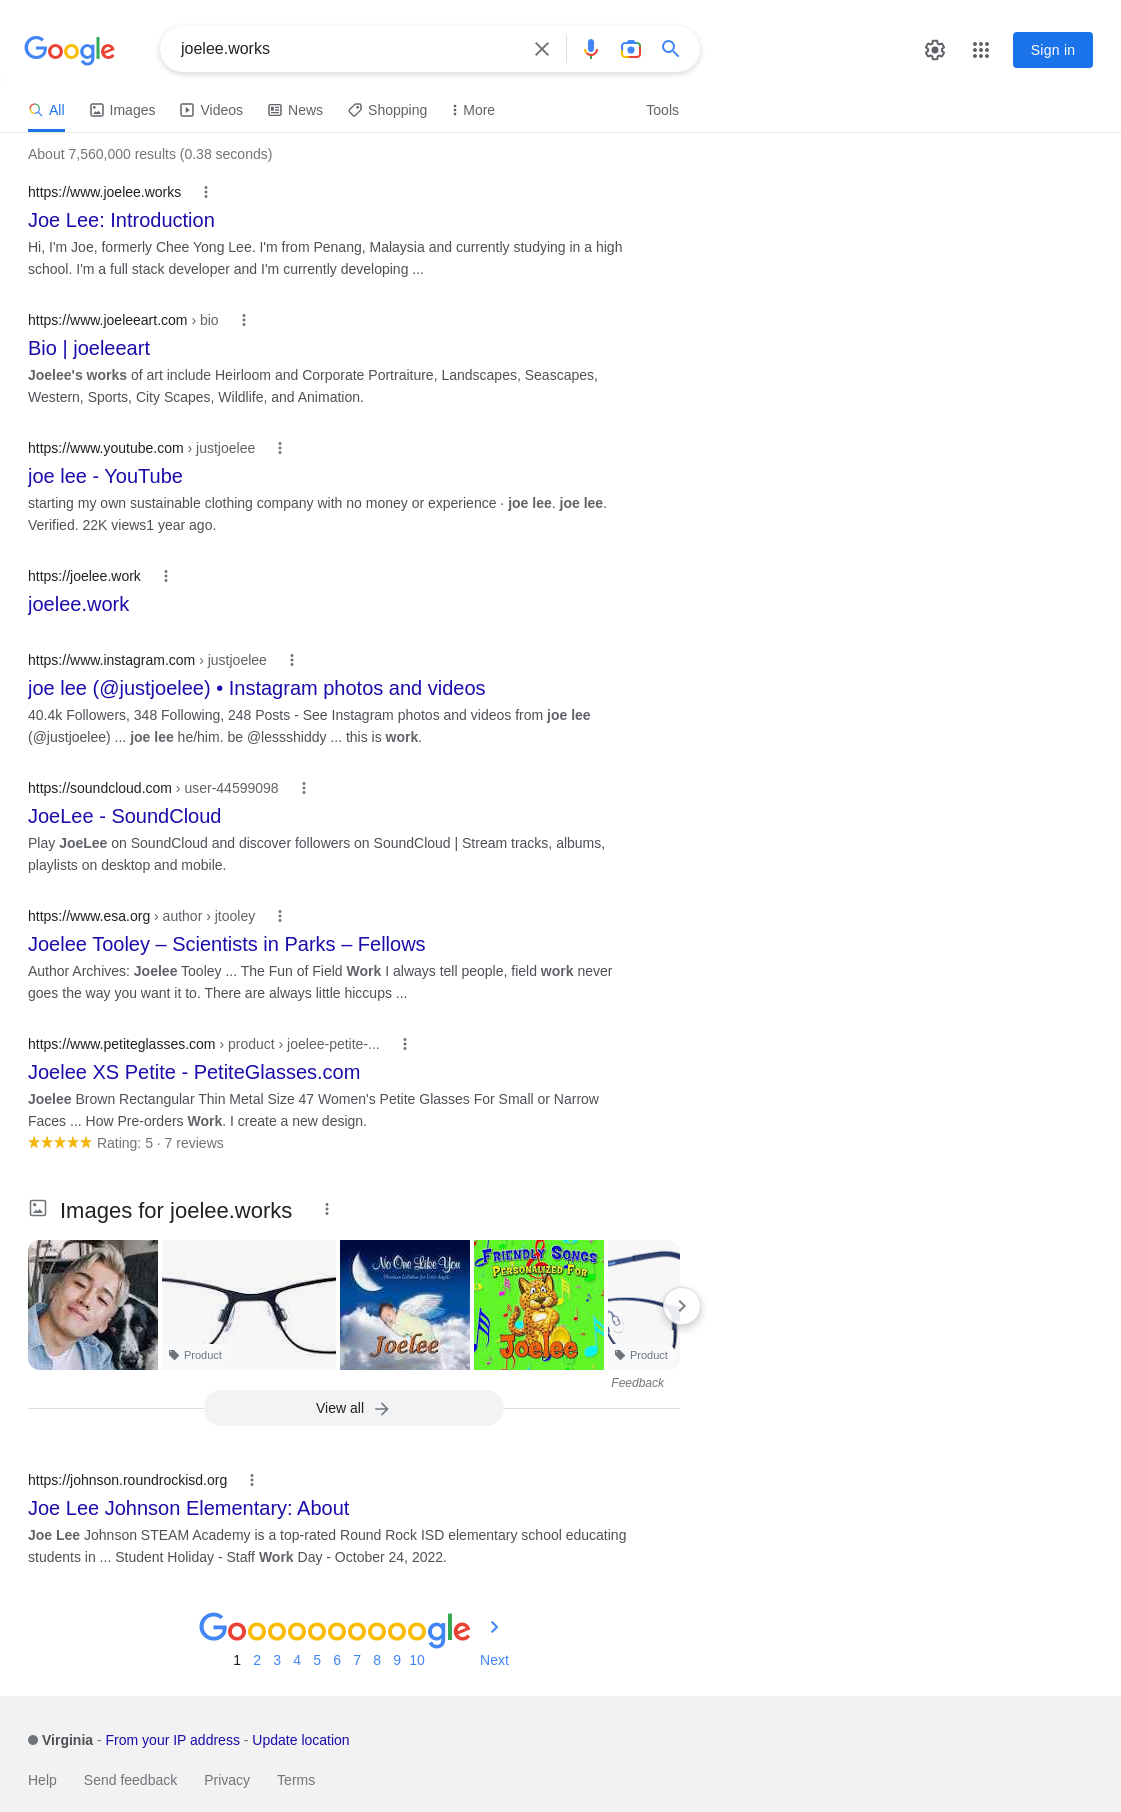 Google
joelee.works
Sign in
All
Images
Videos
News
Shopping
More
Tools
About 7,560,000 results (0.38 seconds)
https://www.joelee.works
Joe Lee: Introduction
Hi, I'm Joe, formerly Chee Yong Lee. I'm from Penang, Malaysia and currently studying in a high
school. I'm a full stack developer and I'm currently developing ...
https://www.joeleeart.com › bio
Bio | joeleeart
Joelee's works of art include Heirloom and Corporate Portraiture, Landscapes, Seascapes,
Western, Sports, City Scapes, Wildlife, and Animation.
https://www.youtube.com › justjoelee
joe lee - YouTube
starting my own sustainable clothing company with no money or experience · joe lee. joe lee.
Verified. 22K views1 year ago.
https://joelee.work
joelee.work
https://www.instagram.com › justjoelee
joe lee (@justjoelee) • Instagram photos and videos
40.4k Followers, 348 Following, 248 Posts - See Instagram photos and videos from joe lee
(@justjoelee) ... joe lee he/him. be @lessshiddy ... this is work.
https://soundcloud.com › user-44599098
JoeLee - SoundCloud
Play JoeLee on SoundCloud and discover followers on SoundCloud | Stream tracks, albums,
playlists on desktop and mobile.
https://www.esa.org › author › jtooley
Joelee Tooley – Scientists in Parks – Fellows
Author Archives: Joelee Tooley ... The Fun of Field Work I always tell people, field work never
goes the way you want it to. There are always little hiccups ...
https://www.petiteglasses.com › product › joelee-petite-...
Joelee XS Petite - PetiteGlasses.com
Joelee Brown Rectangular Thin Metal Size 47 Women's Petite Glasses For Small or Narrow
Faces ... How Pre-orders Work. I create a new design.
Rating: 5 · 7 reviews
Images for joelee.works
Product
No One Like You
Christian Lullabies for Little Angels
Joelee
Friendly Songs
Personalized For
Joelee
Product
Feedback
View all
https://johnson.roundrockisd.org
Joe Lee Johnson Elementary: About
Joe Lee Johnson STEAM Academy is a top-rated Round Rock ISD elementary school educating
students in ... Student Holiday - Staff Work Day - October 24, 2022.
Goooooooooogle
1 2 3 4 5 6 7 8 9 10 Next
Virginia - From your IP address - Update location
Help Send feedback Privacy Terms